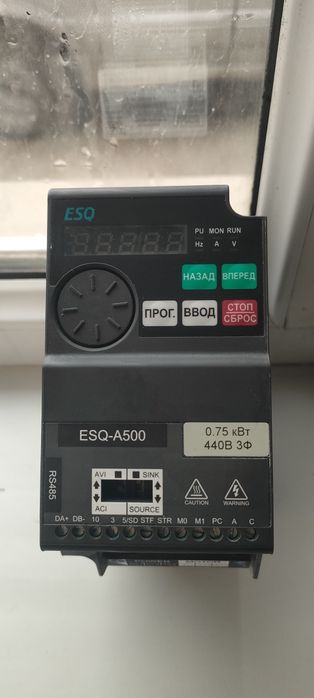 ESQ
PU MON RUN
Hz A V
НАЗАД ВПЕРЕД
ПРОГ. ВВОД СТОП
СБРОС
ESQ-A500
0.75 кВт
440В 3Ф
RS485
AVI SINK
ACI SOURCE
CAUTION WARNING
DA+ DB- 10 3 5/SD STF STR M0 M1 PC A C